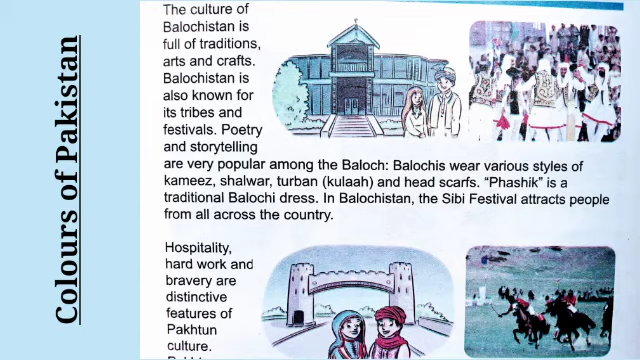 Colours of Pakistan
The culture of
Balochistan is
full of traditions,
arts and crafts.
Balochistan is
also known for
its tribes and
festivals. Poetry
and storytelling
are very popular among the Baloch: Balochis wear various styles of
kameez, shalwar, turban (kulaah) and head scarfs. “Phashik” is a
traditional Balochi dress. In Balochistan, the Sibi Festival attracts people
from all across the country.
Hospitality,
hard work and
bravery are
distinctive
features of
Pakhtun
culture.